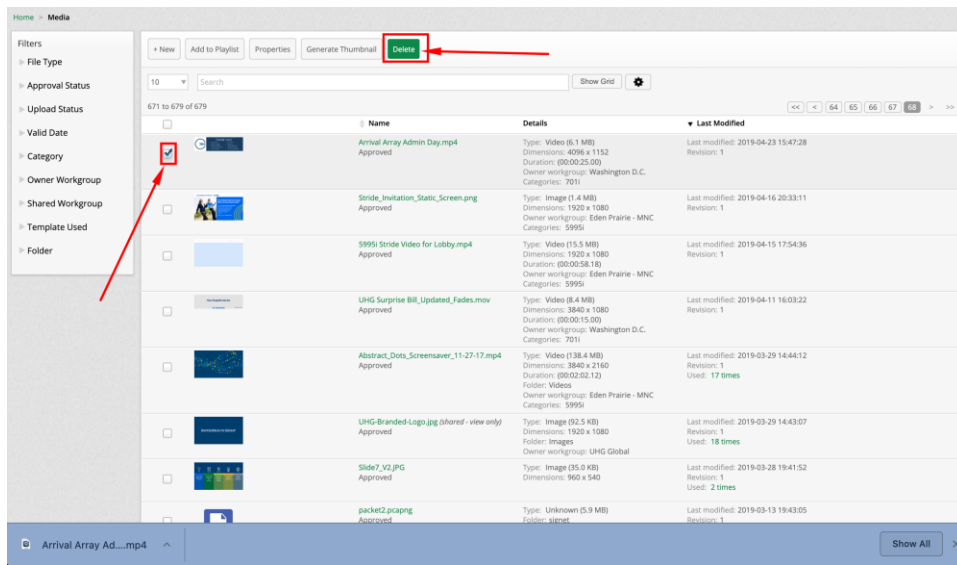 Home > Media
Filters
File Type
Approval Status
Upload Status
Valid Date
Category
Owner Workgroup
Shared Workgroup
Template Used
Folder
+ New Add to Playlist Properties Generate Thumbnail Delete
10 Search Show Grid
671 to 679 of 679 << < 64 65 66 67 68 > >>
Name Details Last Modified
Arrival Array Admin Day.mp4
Approved
Type: Video (6.1 MB)
Dimensions: 4096 x 1152
Duration: (00:00:25.00)
Owner workgroup: Washington D.C.
Categories: 701i
Last modified: 2019-04-23 15:47:28
Revision: 1
Stride_Invitation_Static_Screen.png
Approved
Type: Image (1.4 MB)
Dimensions: 1920 x 1080
Owner workgroup: Eden Prairie - MNC
Categories: 5995i
Last modified: 2019-04-16 20:33:11
Revision: 1
5995i Stride Video for Lobby.mp4
Approved
Type: Video (15.5 MB)
Dimensions: 1920 x 1080
Duration: (00:00:58.18)
Owner workgroup: Eden Prairie - MNC
Categories: 5995i
Last modified: 2019-04-15 17:54:36
Revision: 1
UHG Surprise Bill_Updated_Fades.mov
Approved
Type: Video (8.4 MB)
Dimensions: 3840 x 1080
Duration: (00:00:15.00)
Owner workgroup: Washington D.C.
Categories: 701i
Last modified: 2019-04-11 16:03:22
Revision: 1
Abstract_Dots_Screensaver_11-27-17.mp4
Approved
Type: Video (138.4 MB)
Dimensions: 3840 x 2160
Duration: (00:02:02.12)
Folder: Videos
Owner workgroup: Eden Prairie - MNC
Categories: 5995i
Last modified: 2019-03-29 14:44:12
Revision: 1
Used: 17 times
UHG-Branded-Logo.jpg (shared - view only)
Approved
Type: Image (92.5 KB)
Dimensions: 1920 x 1080
Folder: Images
Owner workgroup: UHG Global
Last modified: 2019-03-29 14:43:07
Revision: 1
Used: 18 times
Slide7_V2.JPG
Approved
Type: Image (35.0 KB)
Dimensions: 960 x 540
Last modified: 2019-03-28 19:41:52
Revision: 1
Used: 2 times
packet2.pcapng
Approved
Type: Unknown (5.9 MB)
Folder: signet
Last modified: 2019-03-13 19:43:05
Revision: 1
Arrival Array Ad....mp4 Show All